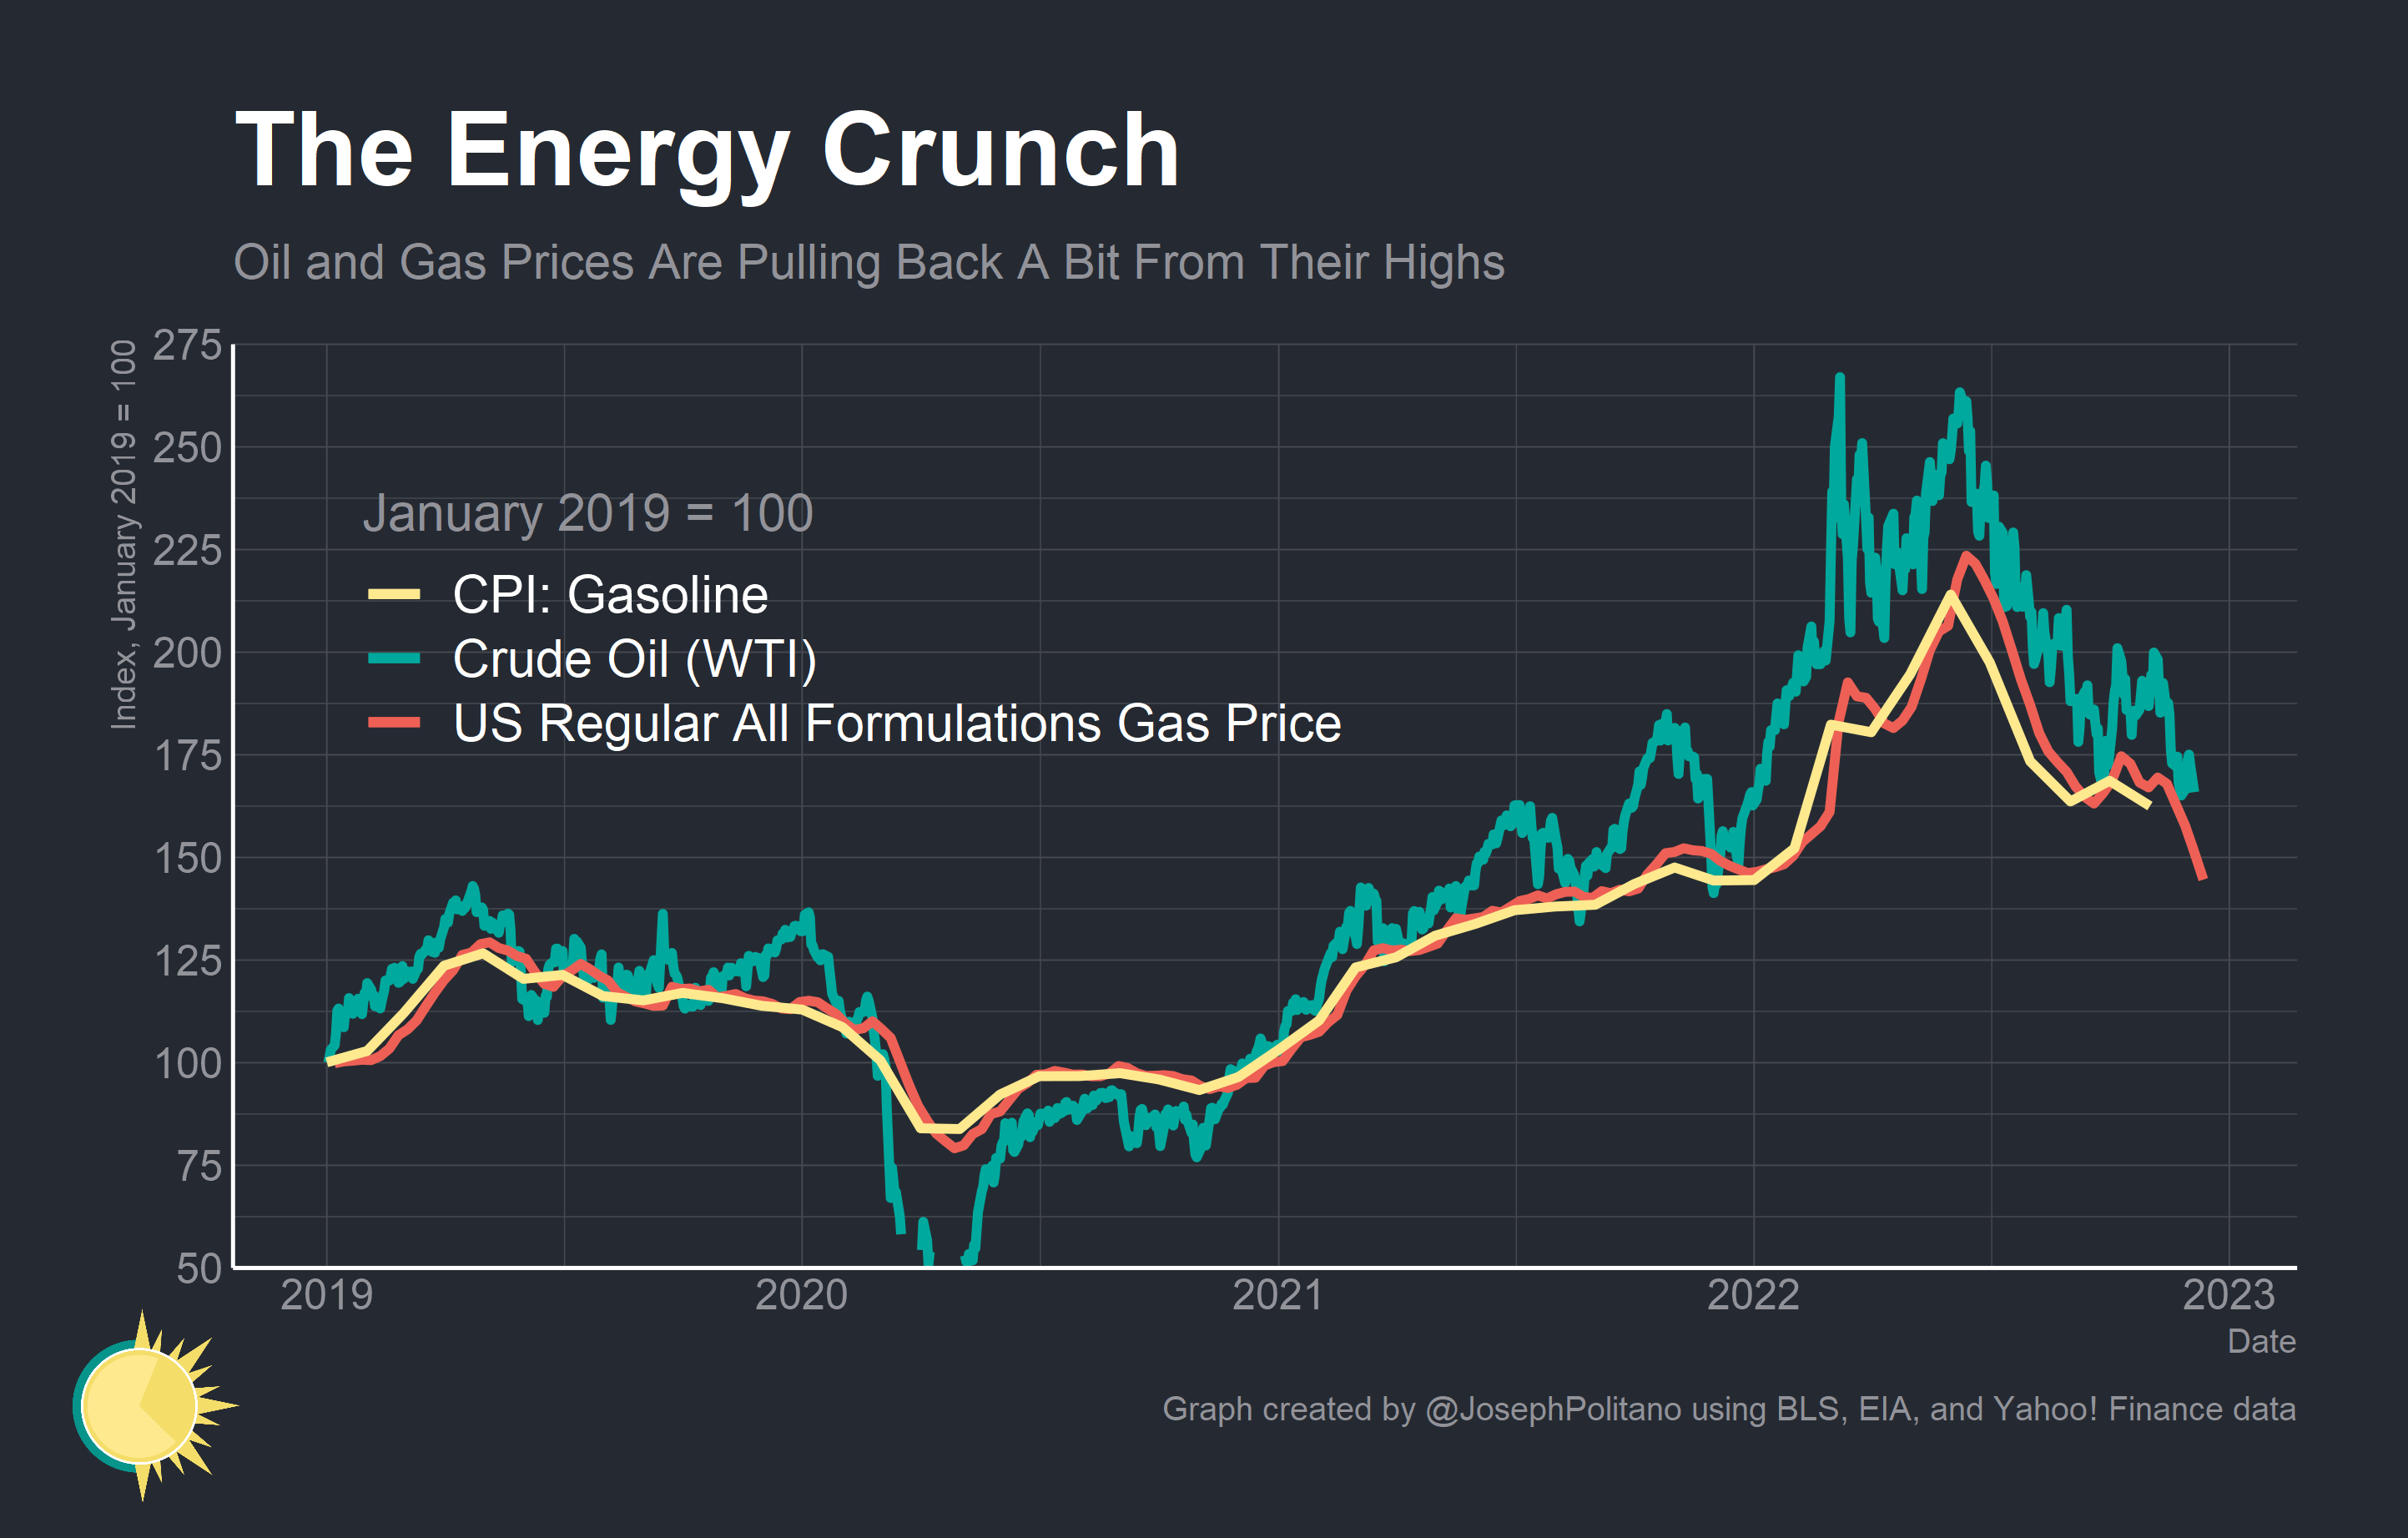 The Energy Crunch
Oil and Gas Prices Are Pulling Back A Bit From Their Highs
Index, January 2019 = 100
275
250
225
200
175
150
125
100
75
50
January 2019 = 100
CPI: Gasoline
Crude Oil (WTI)
US Regular All Formulations Gas Price
2019 2020 2021 2022 2023
Date
Graph created by @JosephPolitano using BLS, EIA, and Yahoo! Finance data